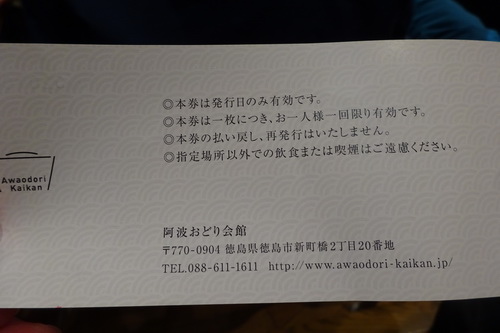 ◎本券は発行日のみ有効です。
◎本券は一枚につき、お一人様一回限り有効です。
◎本券の払い戻し、再発行はいたしません。
◎指定場所以外での飲食または喫煙はご遠慮ください。
Awaodori
Kaikan
阿波おどり会館
〒770-0904 徳島県徳島市新町橋2丁目20番地
TEL.088-611-1611 http://www.awaodori-kaikan.jp/